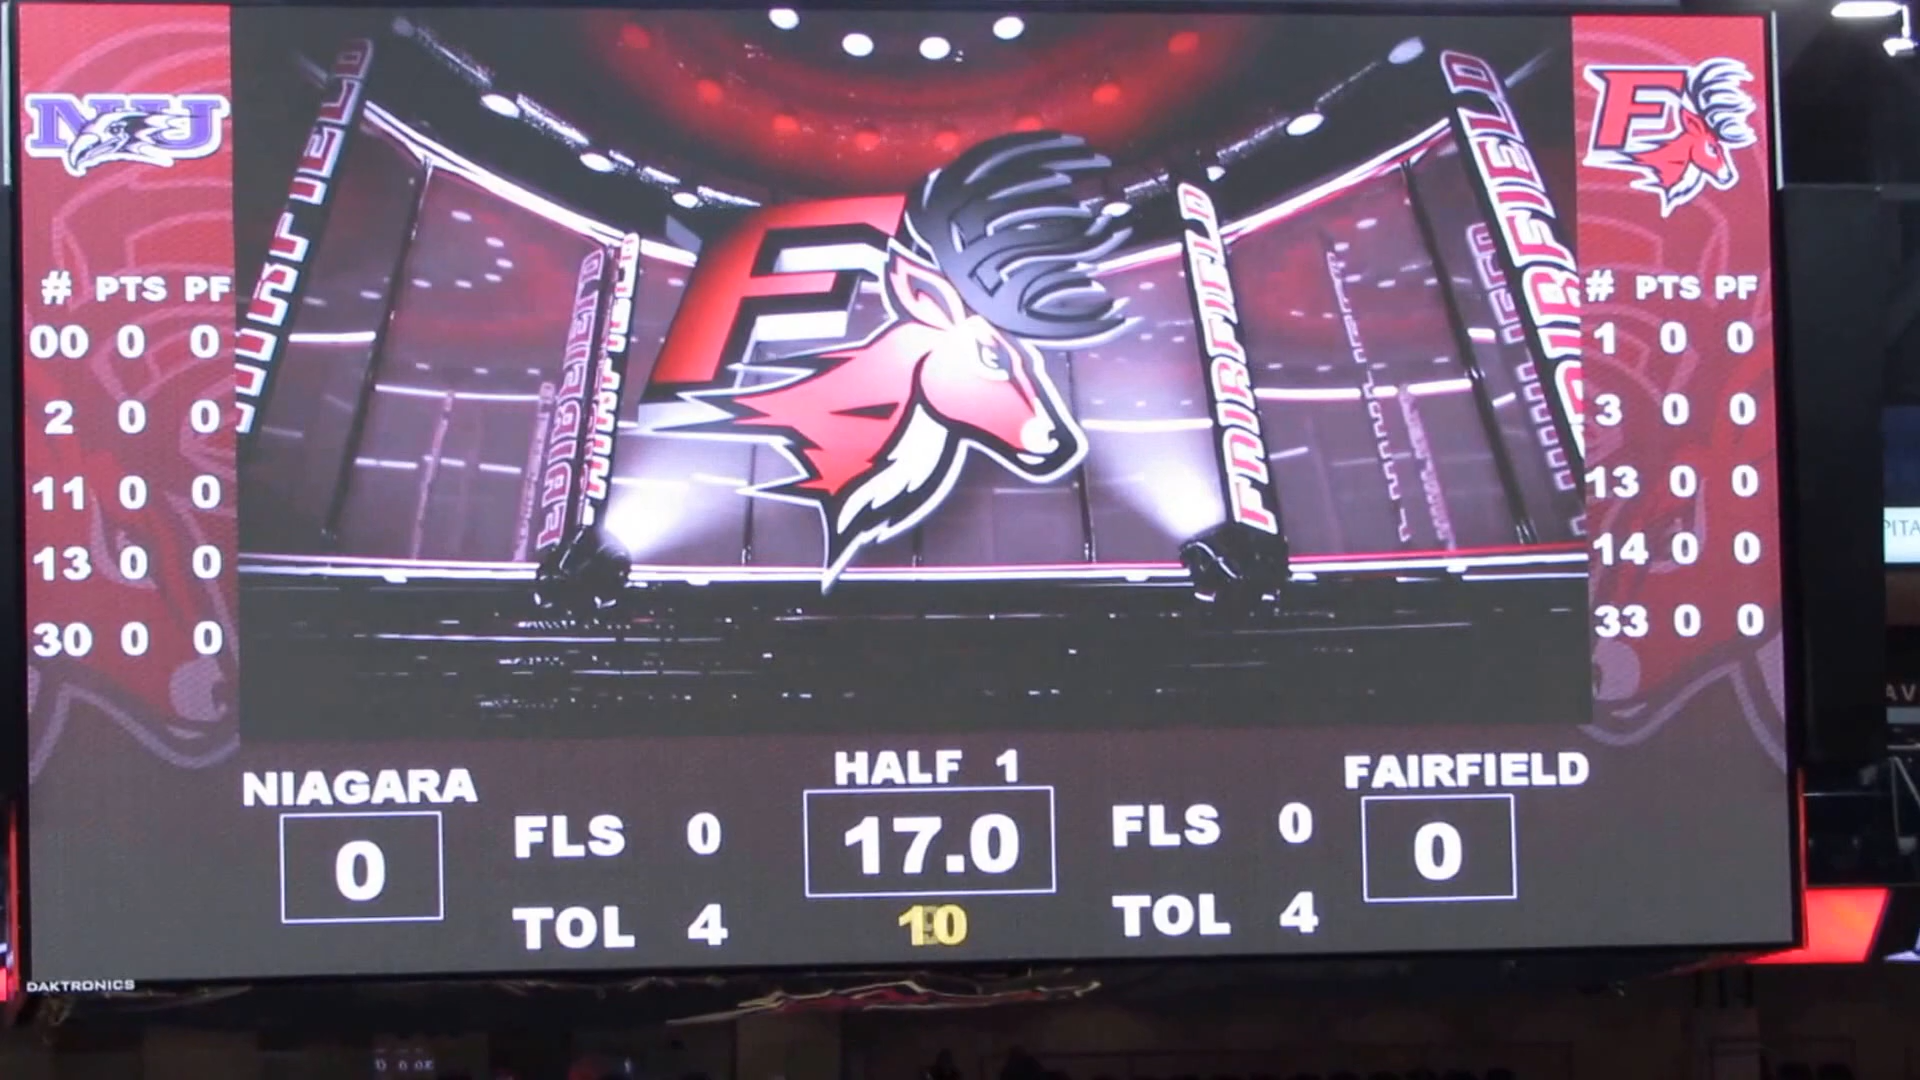 NU
F
FAIRFIELD
FAIRFIELD
FAIRFIELD
FAIRFIELD
FAIRFIELD
F
# PTS PF
00 0 0
2 0 0
11 0 0
13 0 0
30 0 0
# PTS PF
1 0 0
3 0 0
13 0 0
14 0 0
33 0 0
NIAGARA
0
FLS 0
TOL 4
HALF 1
17.0
10
FLS 0
TOL 4
FAIRFIELD
0
DAKTRONICS